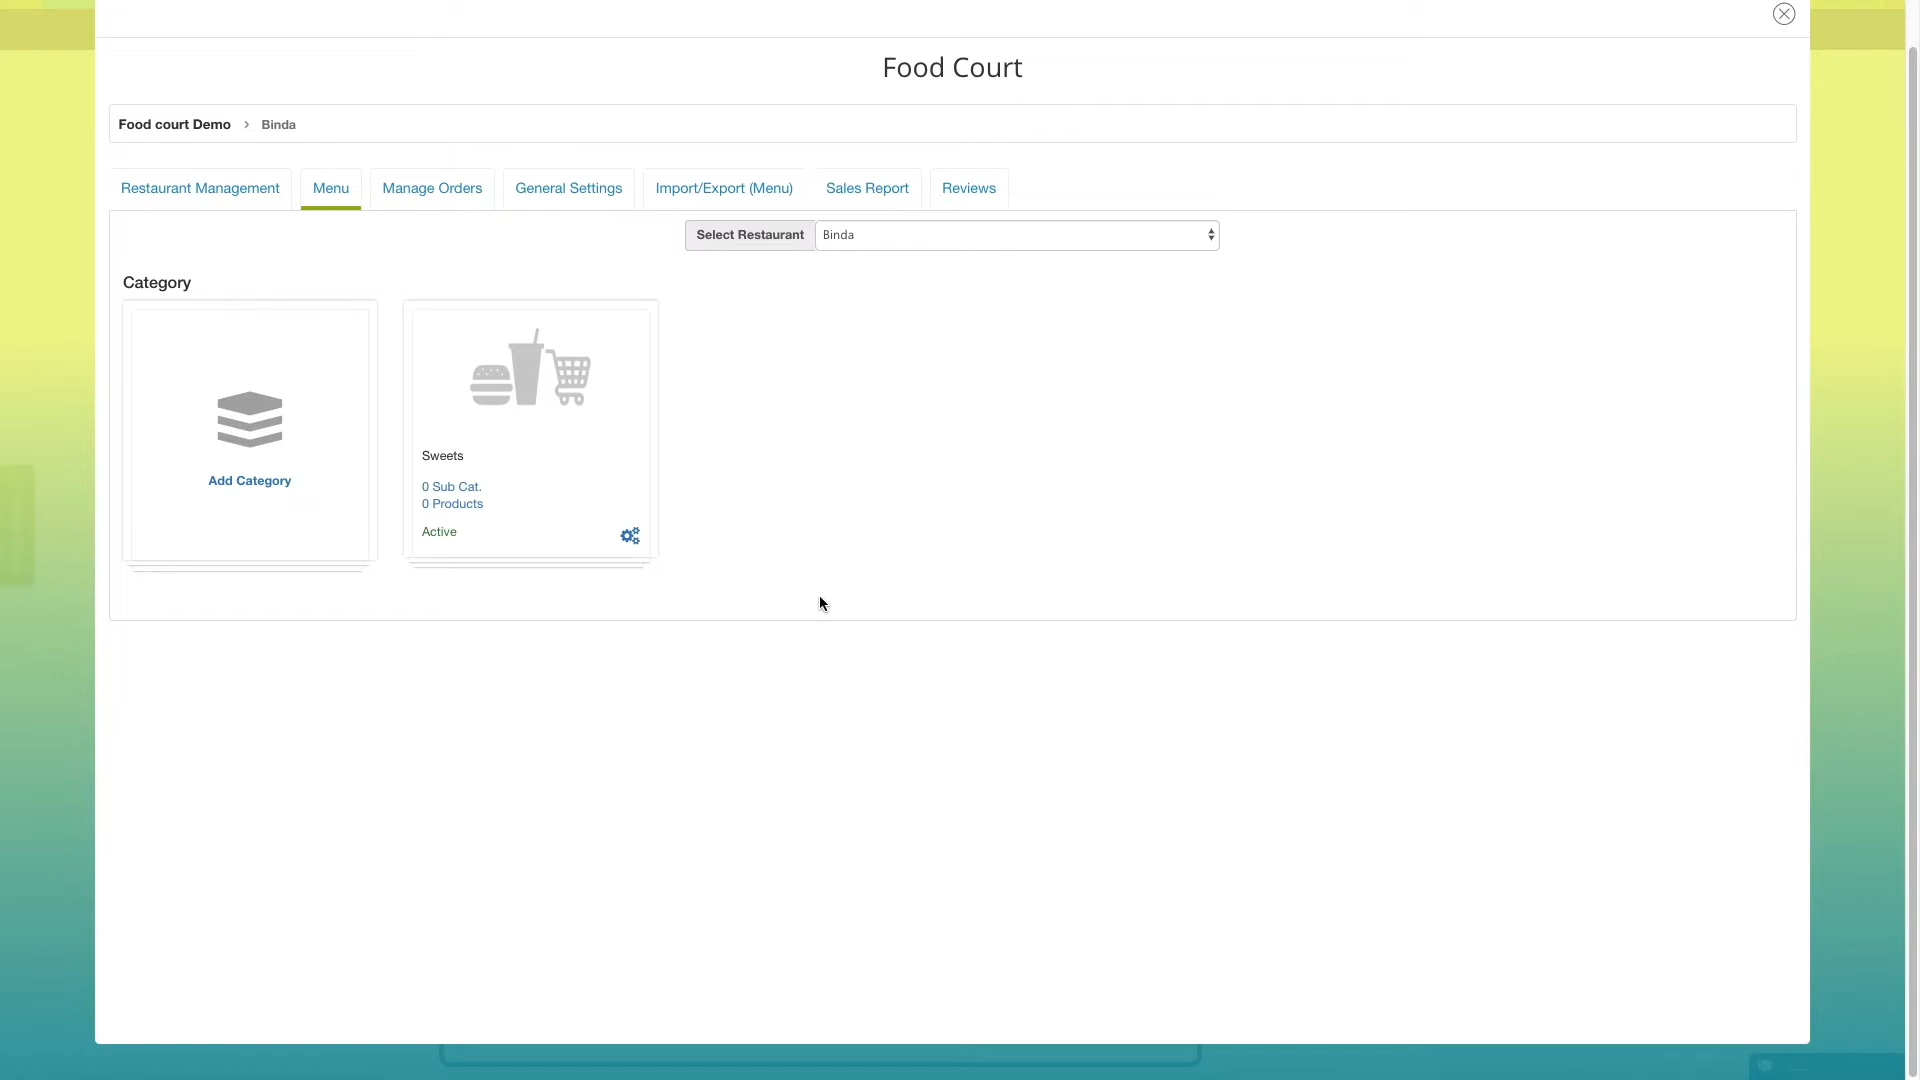 Food Court
Food court Demo > Binda
Restaurant Management Menu Manage Orders General Settings Import/Export (Menu) Sales Report Reviews
Select Restaurant Binda
Category
Add Category
Sweets
0 Sub Cat.
0 Products
Active